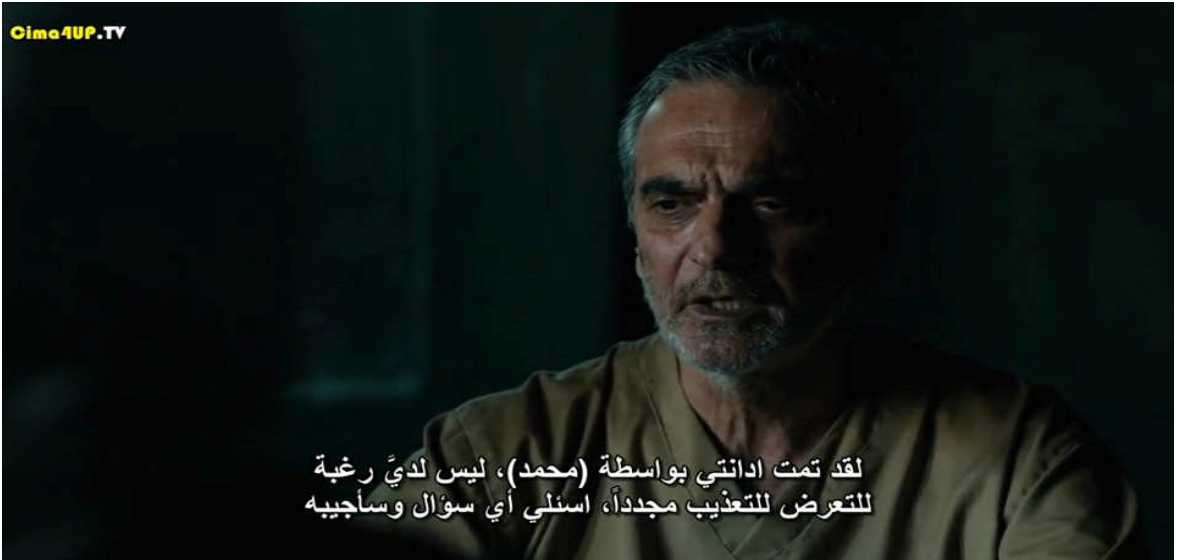 Cima4UP.TV
لقد تمت ادانتي بواسطة (محمد)، ليس لديَّ رغبة
للتعرض للتعذيب مجدداً، اسئلي أي سؤال وسأجيبه